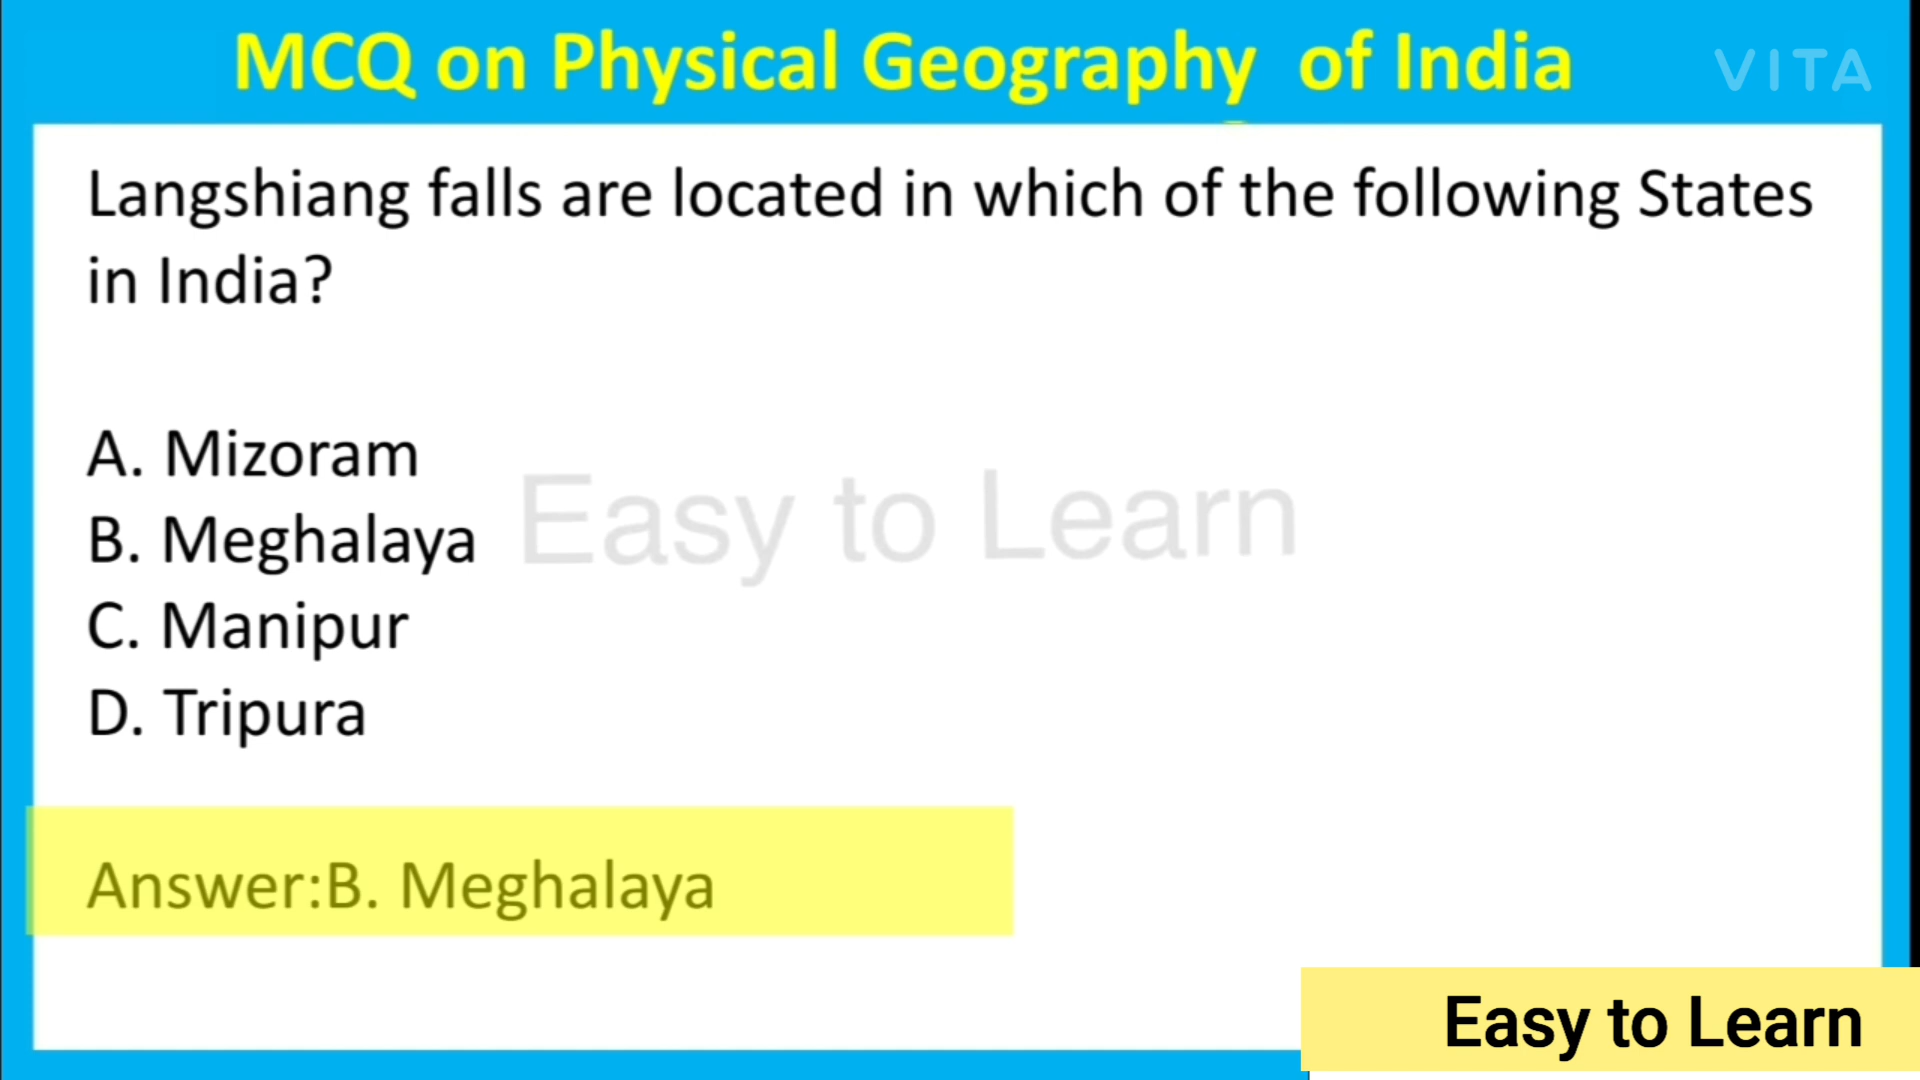 MCQ on Physical Geography of India
VITA
Langshiang falls are located in which of the following States
in India?
A. Mizoram
B. Meghalaya
C. Manipur
D. Tripura
Easy to Learn
Answer:B. Meghalaya
Easy to Learn